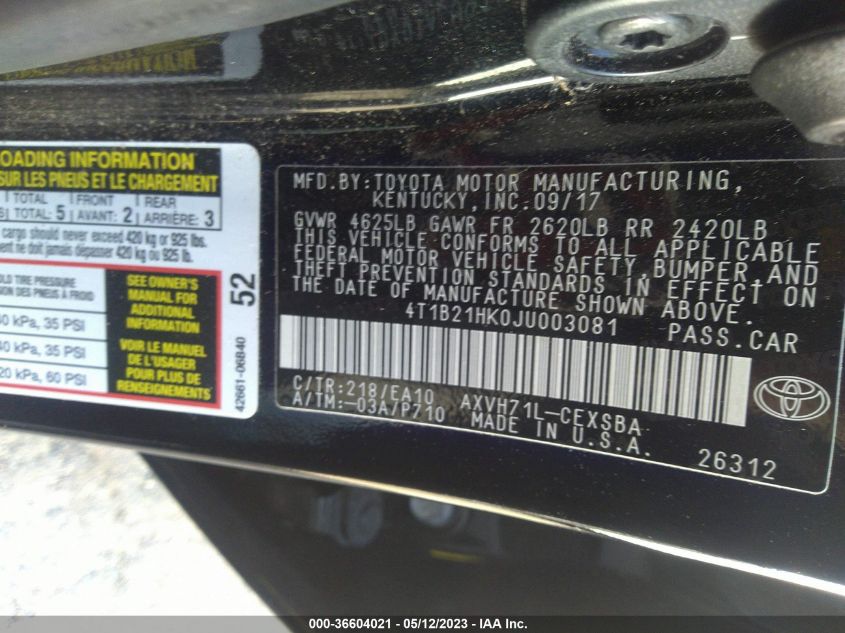 OADING INFORMATION
SUR LES PNEUS ET LE CHARGEMENT
TOTAL FRONT REAR
TOTAL: 5 AVANT: 2 ARRIÈRE: 3
cargo should never exceed 420 kg or 925 lbs.
ne doit jamais dépasser 420 kg ou 925 lb.
OLD TIRE PRESSURE
SION DES PNEUS À FROID
40 kPa, 35 PSI
40 kPa, 35 PSI
20 kPa, 60 PSI
SEE OWNER'S
MANUAL FOR
ADDITIONAL
INFORMATION
VOIR LE MANUEL
DE L'USAGER
POUR PLUS DE
RENSEIGNEMENTS
52
42661-06B40
MFD.BY:TOYOTA MOTOR MANUFACTURING,
KENTUCKY,INC.09/17
GVWR 4625LB GAWR FR 2620LB RR 2420LB
THIS VEHICLE CONFORMS TO ALL APPLICABLE
FEDERAL MOTOR VEHICLE SAFETY,BUMPER,AND
THEFT PREVENTION STANDARDS IN EFFECT ON
THE DATE OF MANUFACTURE SHOWN ABOVE.
4T1B21HK0JU003081 PASS.CAR
C/TR:218/EA10 AXVH71L-CEXSBA
A/TM:-03A/P710 MADE IN U.S.A.
26312
000-36604021 - 05/12/2023 - IAA Inc.